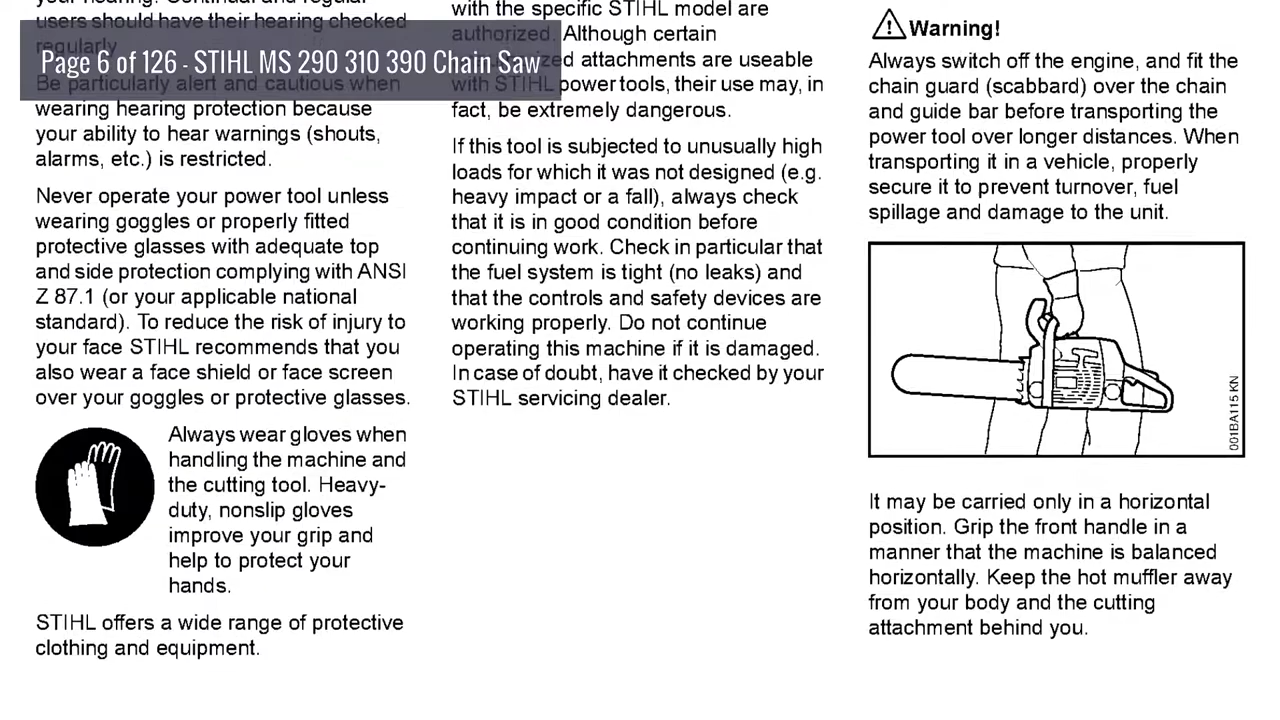 your hearing. Continual and regular
users should have their hearing checked
regularly
Be particularly alert and cautious when
wearing hearing protection because
your ability to hear warnings (shouts,
alarms, etc.) is restricted.
Never operate your power tool unless
wearing goggles or properly fitted
protective glasses with adequate top
and side protection complying with ANSI
Z 87.1 (or your applicable national
standard). To reduce the risk of injury to
your face STIHL recommends that you
also wear a face shield or face screen
over your goggles or protective glasses.
Always wear gloves when
handling the machine and
the cutting tool. Heavy-
duty, nonslip gloves
improve your grip and
help to protect your
hands.
STIHL offers a wide range of protective
clothing and equipment.
Page 6 of 126 - STIHL MS 290 310 390 Chain Saw
with the specific STIHL model are
authorized. Although certain
attachments are useable
with STIHL powertools, their use may, in
fact, be extremely dangerous.
If this tool is subjected to unusually high
loads for which it was not designed (e.g.
heavy impact or a fall), always check
that it is in good condition before
continuing work. Check in particular that
the fuel system is tight (no leaks) and
that the controls and safety devices are
working properly. Do not continue
operating this machine if it is damaged.
In case of doubt, have it checked by your
STIHL servicing dealer.
Warning!
Always switch off the engine, and fit the
chain guard (scabbard) over the chain
and guide bar before transporting the
power tool over longer distances. When
transporting it in a vehicle, properly
secure it to prevent turnover, fuel
spillage and damage to the unit.
001BA115 KN
It may be carried only in a horizontal
position. Grip the front handle in a
manner that the machine is balanced
horizontally. Keep the hot muffler away
from your body and the cutting
attachment behind you.